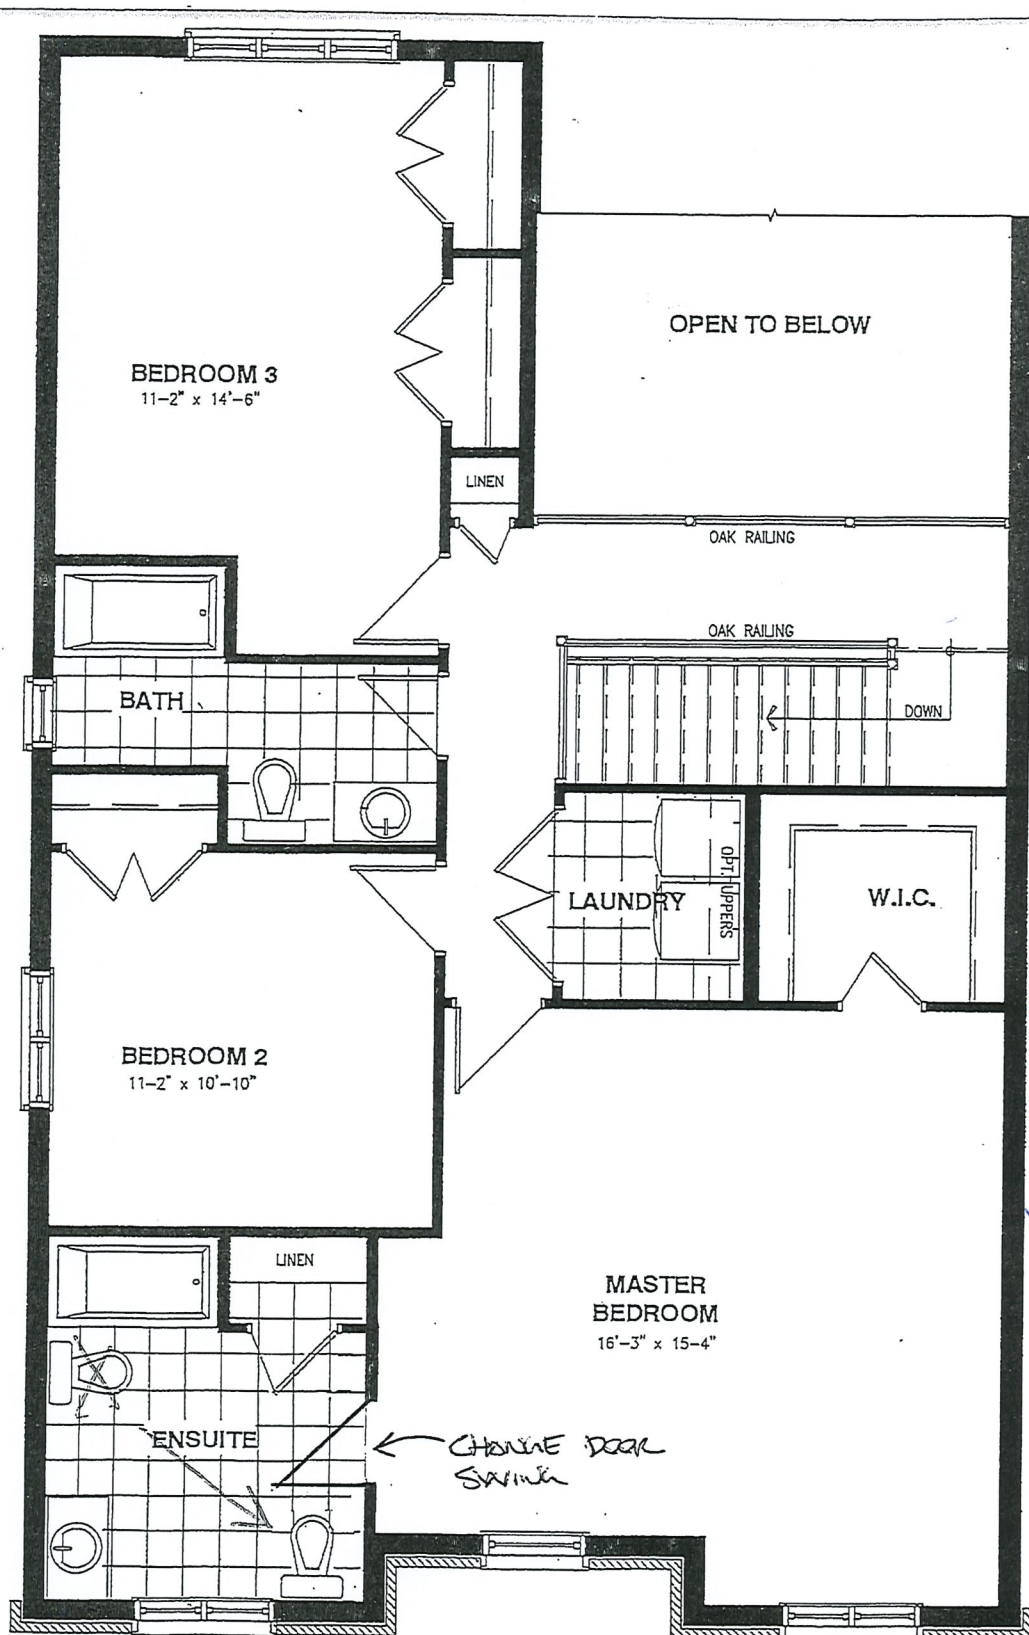 BEDROOM 3
11-2" x 14'-6"
OPEN TO BELOW
LINEN
OAK RAILING
OAK RAILING
BATH
DOWN
LAUNDRY
OPT. UPPERS
W.I.C.
BEDROOM 2
11-2" x 10'-10"
LINEN
MASTER
BEDROOM
16'-3" x 15-4"
ENSUITE
CHANGE DOOR
SWING